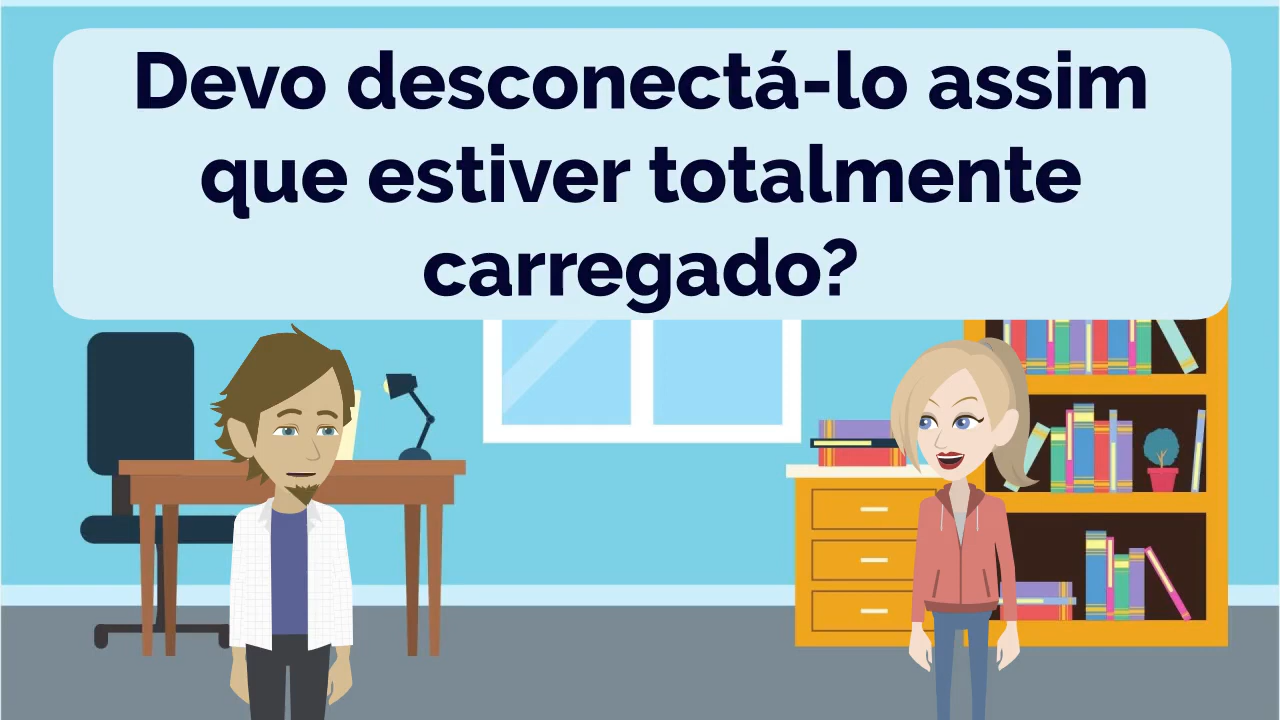 Devo desconectá-lo assim
que estiver totalmente
carregado?